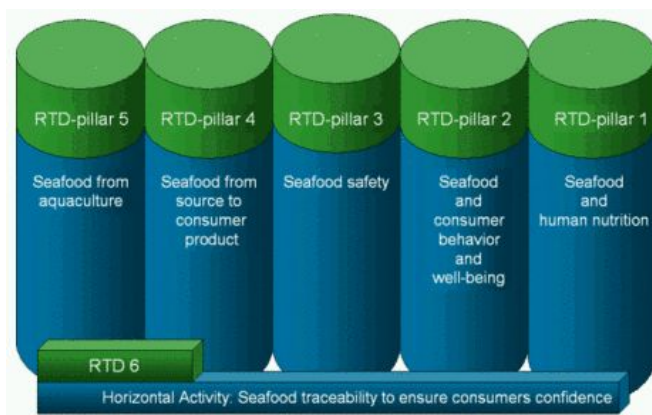 RTD-pillar 5
RTD-pillar 4
RTD-pillar 3
RTD-pillar 2
RTD-pillar 1
Seafood from
aquaculture
Seafood from
source to
consumer
product
Seafood safety
Seafood
and
consumer
behavior
and
well-being
Seafood
and
human nutrition
RTD 6
Horizontal Activity: Seafood traceability to ensure consumers confidence